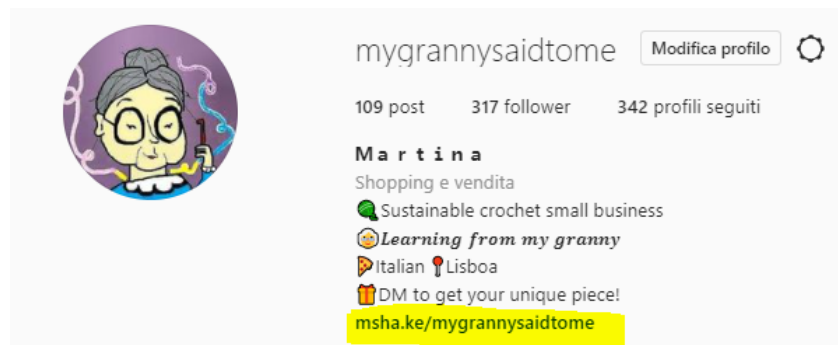 mygrannysaidtome Modifica profilo
109 post 317 follower 342 profili seguiti
Martina
Shopping e vendita
🧶Sustainable crochet small business
👵Learning from my granny
🍕Italian 📍Lisboa
🎁DM to get your unique piece!
msha.ke/mygrannysaidtome